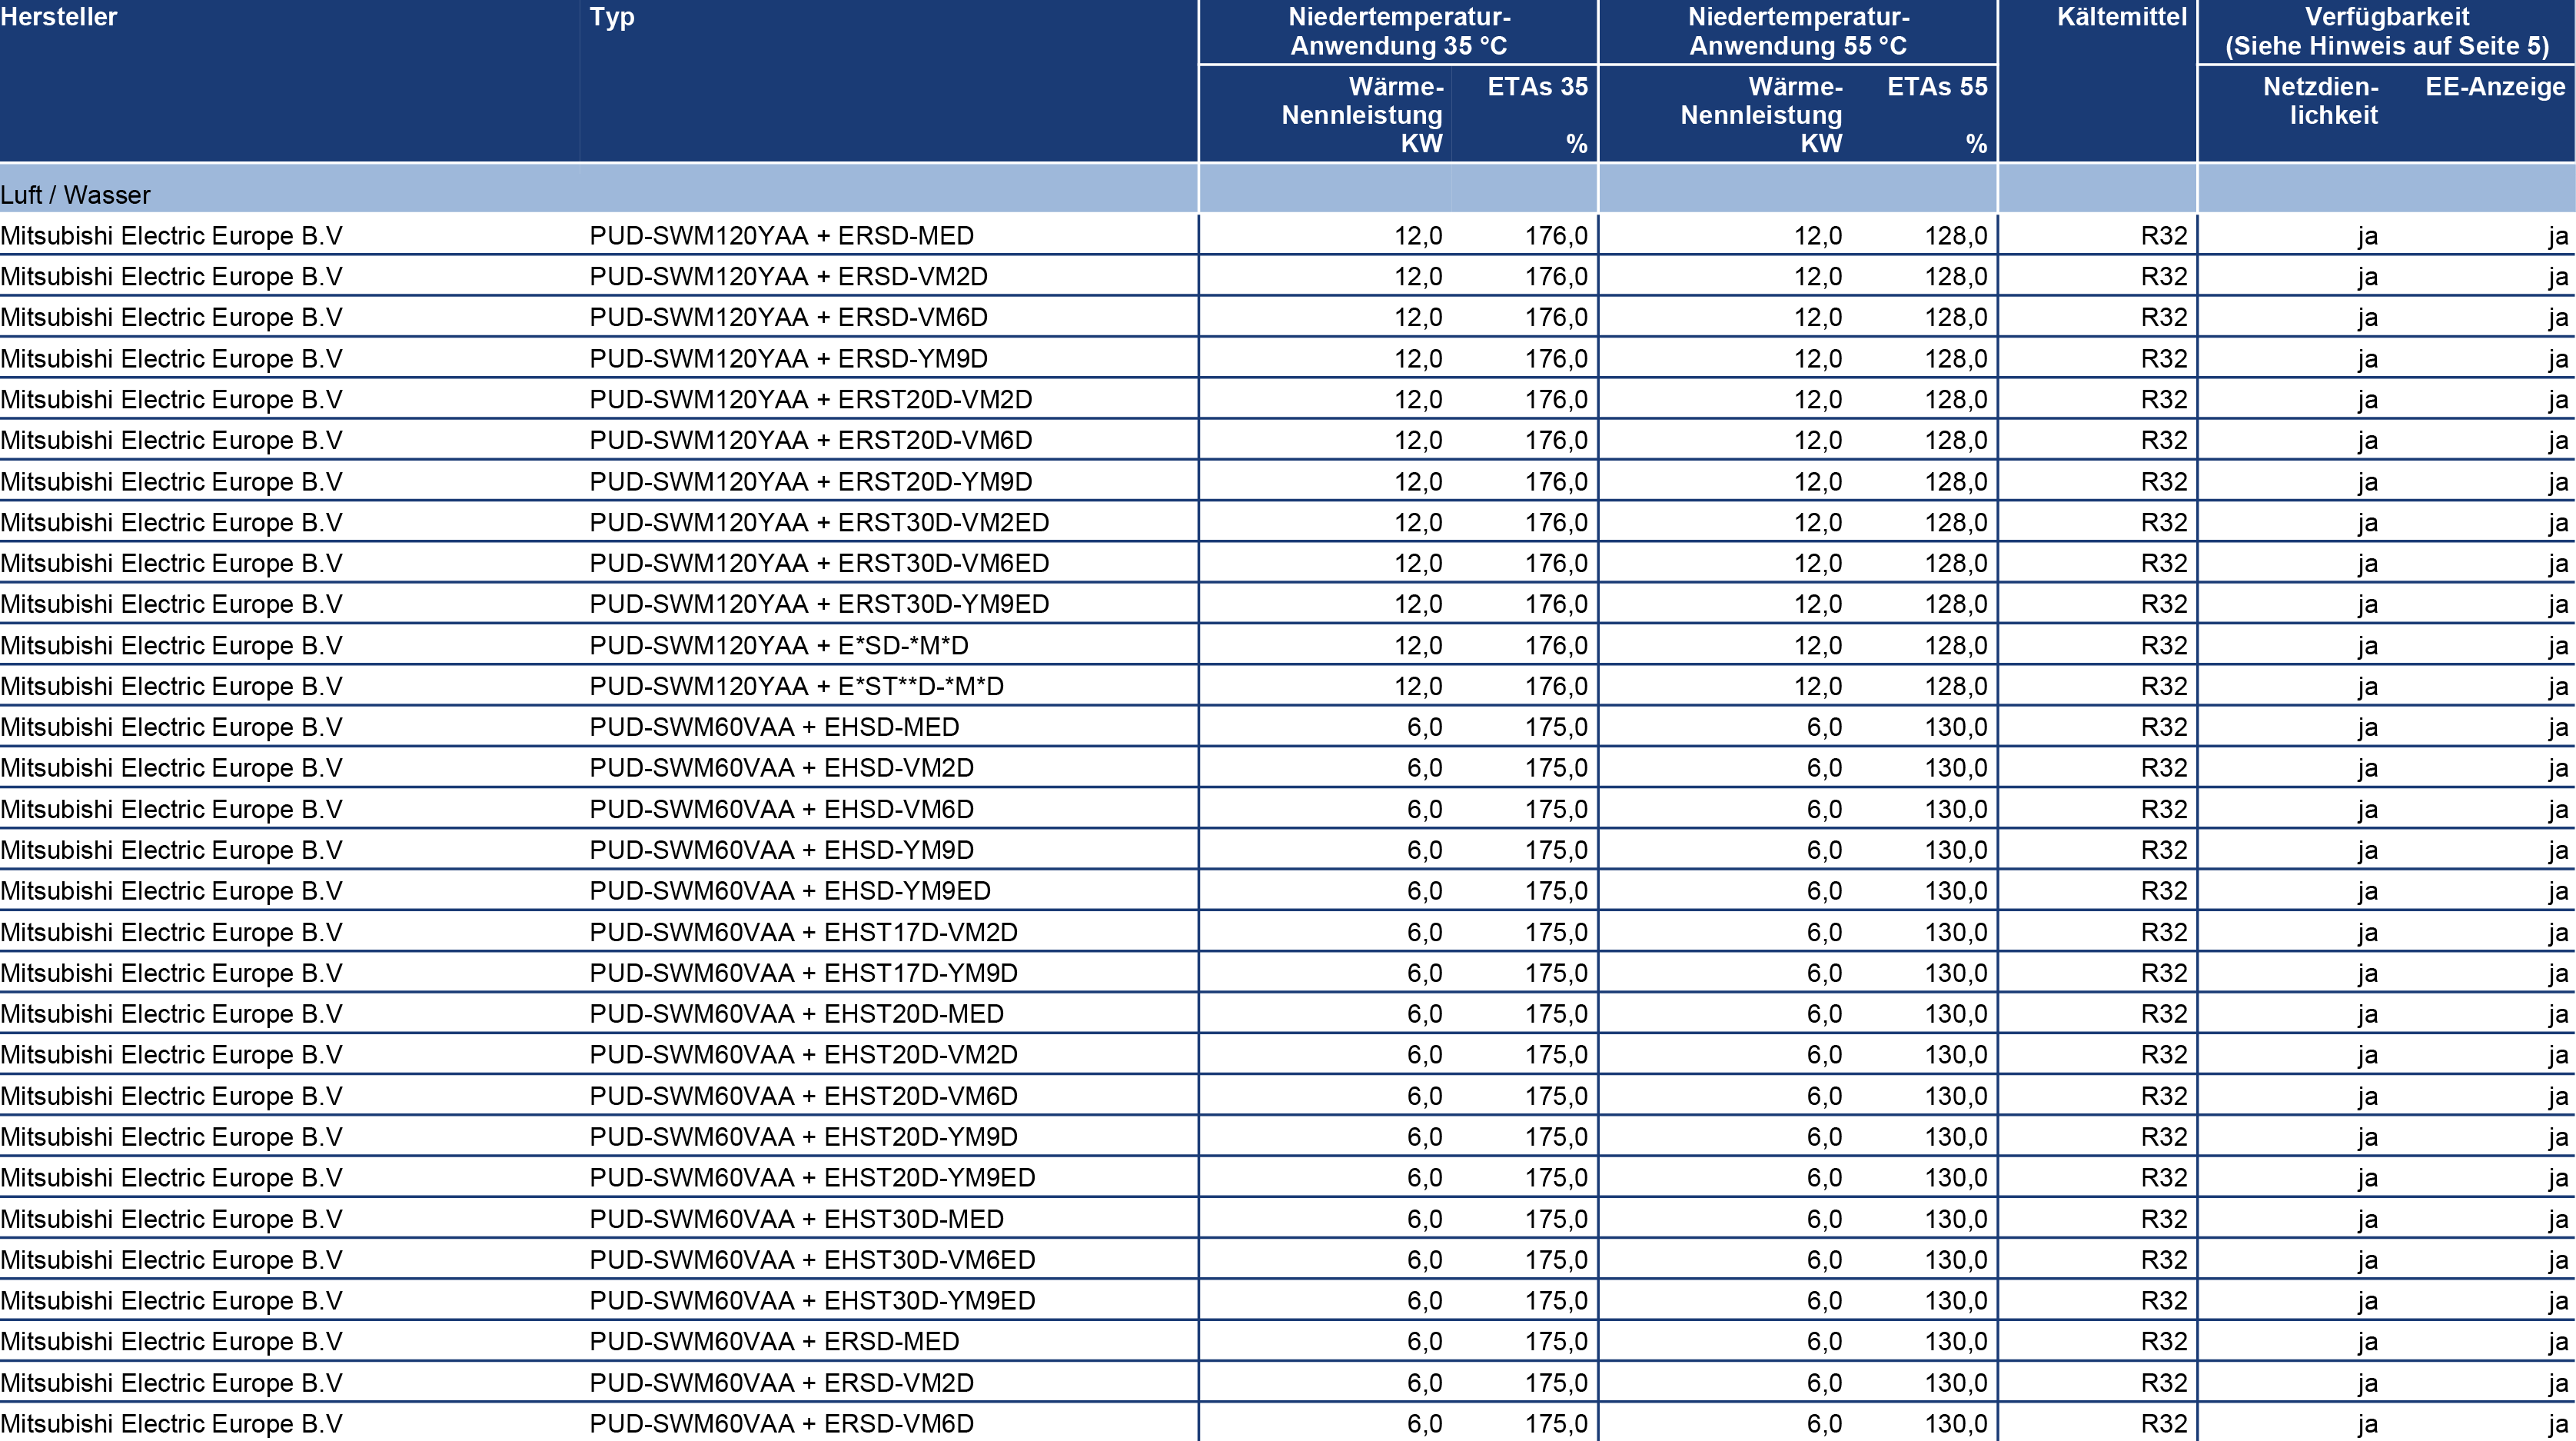 Hersteller Typ Niedertemperatur- Niedertemperatur- Kältemittel Verfügbarkeit
Anwendung 35 °C Anwendung 55 °C (Siehe Hinweis auf Seite 5)
Wärme- ETAs 35 Wärme- ETAs 55 Netzdien- EE-Anzeige
Nennleistung Nennleistung lichkeit
KW % KW %
Luft / Wasser
Mitsubishi Electric Europe B.V PUD-SWM120YAA + ERSD-MED 12,0 176,0 12,0 128,0 R32 ja ja
Mitsubishi Electric Europe B.V PUD-SWM120YAA + ERSD-VM2D 12,0 176,0 12,0 128,0 R32 ja ja
Mitsubishi Electric Europe B.V PUD-SWM120YAA + ERSD-VM6D 12,0 176,0 12,0 128,0 R32 ja ja
Mitsubishi Electric Europe B.V PUD-SWM120YAA + ERSD-YM9D 12,0 176,0 12,0 128,0 R32 ja ja
Mitsubishi Electric Europe B.V PUD-SWM120YAA + ERST20D-VM2D 12,0 176,0 12,0 128,0 R32 ja ja
Mitsubishi Electric Europe B.V PUD-SWM120YAA + ERST20D-VM6D 12,0 176,0 12,0 128,0 R32 ja ja
Mitsubishi Electric Europe B.V PUD-SWM120YAA + ERST20D-YM9D 12,0 176,0 12,0 128,0 R32 ja ja
Mitsubishi Electric Europe B.V PUD-SWM120YAA + ERST30D-VM2ED 12,0 176,0 12,0 128,0 R32 ja ja
Mitsubishi Electric Europe B.V PUD-SWM120YAA + ERST30D-VM6ED 12,0 176,0 12,0 128,0 R32 ja ja
Mitsubishi Electric Europe B.V PUD-SWM120YAA + ERST30D-YM9ED 12,0 176,0 12,0 128,0 R32 ja ja
Mitsubishi Electric Europe B.V PUD-SWM120YAA + E*SD-*M*D 12,0 176,0 12,0 128,0 R32 ja ja
Mitsubishi Electric Europe B.V PUD-SWM120YAA + E*ST**D-*M*D 12,0 176,0 12,0 128,0 R32 ja ja
Mitsubishi Electric Europe B.V PUD-SWM60VAA + EHSD-MED 6,0 175,0 6,0 130,0 R32 ja ja
Mitsubishi Electric Europe B.V PUD-SWM60VAA + EHSD-VM2D 6,0 175,0 6,0 130,0 R32 ja ja
Mitsubishi Electric Europe B.V PUD-SWM60VAA + EHSD-VM6D 6,0 175,0 6,0 130,0 R32 ja ja
Mitsubishi Electric Europe B.V PUD-SWM60VAA + EHSD-YM9D 6,0 175,0 6,0 130,0 R32 ja ja
Mitsubishi Electric Europe B.V PUD-SWM60VAA + EHSD-YM9ED 6,0 175,0 6,0 130,0 R32 ja ja
Mitsubishi Electric Europe B.V PUD-SWM60VAA + EHST17D-VM2D 6,0 175,0 6,0 130,0 R32 ja ja
Mitsubishi Electric Europe B.V PUD-SWM60VAA + EHST17D-YM9D 6,0 175,0 6,0 130,0 R32 ja ja
Mitsubishi Electric Europe B.V PUD-SWM60VAA + EHST20D-MED 6,0 175,0 6,0 130,0 R32 ja ja
Mitsubishi Electric Europe B.V PUD-SWM60VAA + EHST20D-VM2D 6,0 175,0 6,0 130,0 R32 ja ja
Mitsubishi Electric Europe B.V PUD-SWM60VAA + EHST20D-VM6D 6,0 175,0 6,0 130,0 R32 ja ja
Mitsubishi Electric Europe B.V PUD-SWM60VAA + EHST20D-YM9D 6,0 175,0 6,0 130,0 R32 ja ja
Mitsubishi Electric Europe B.V PUD-SWM60VAA + EHST20D-YM9ED 6,0 175,0 6,0 130,0 R32 ja ja
Mitsubishi Electric Europe B.V PUD-SWM60VAA + EHST30D-MED 6,0 175,0 6,0 130,0 R32 ja ja
Mitsubishi Electric Europe B.V PUD-SWM60VAA + EHST30D-VM6ED 6,0 175,0 6,0 130,0 R32 ja ja
Mitsubishi Electric Europe B.V PUD-SWM60VAA + EHST30D-YM9ED 6,0 175,0 6,0 130,0 R32 ja ja
Mitsubishi Electric Europe B.V PUD-SWM60VAA + ERSD-MED 6,0 175,0 6,0 130,0 R32 ja ja
Mitsubishi Electric Europe B.V PUD-SWM60VAA + ERSD-VM2D 6,0 175,0 6,0 130,0 R32 ja ja
Mitsubishi Electric Europe B.V PUD-SWM60VAA + ERSD-VM6D 6,0 175,0 6,0 130,0 R32 ja ja